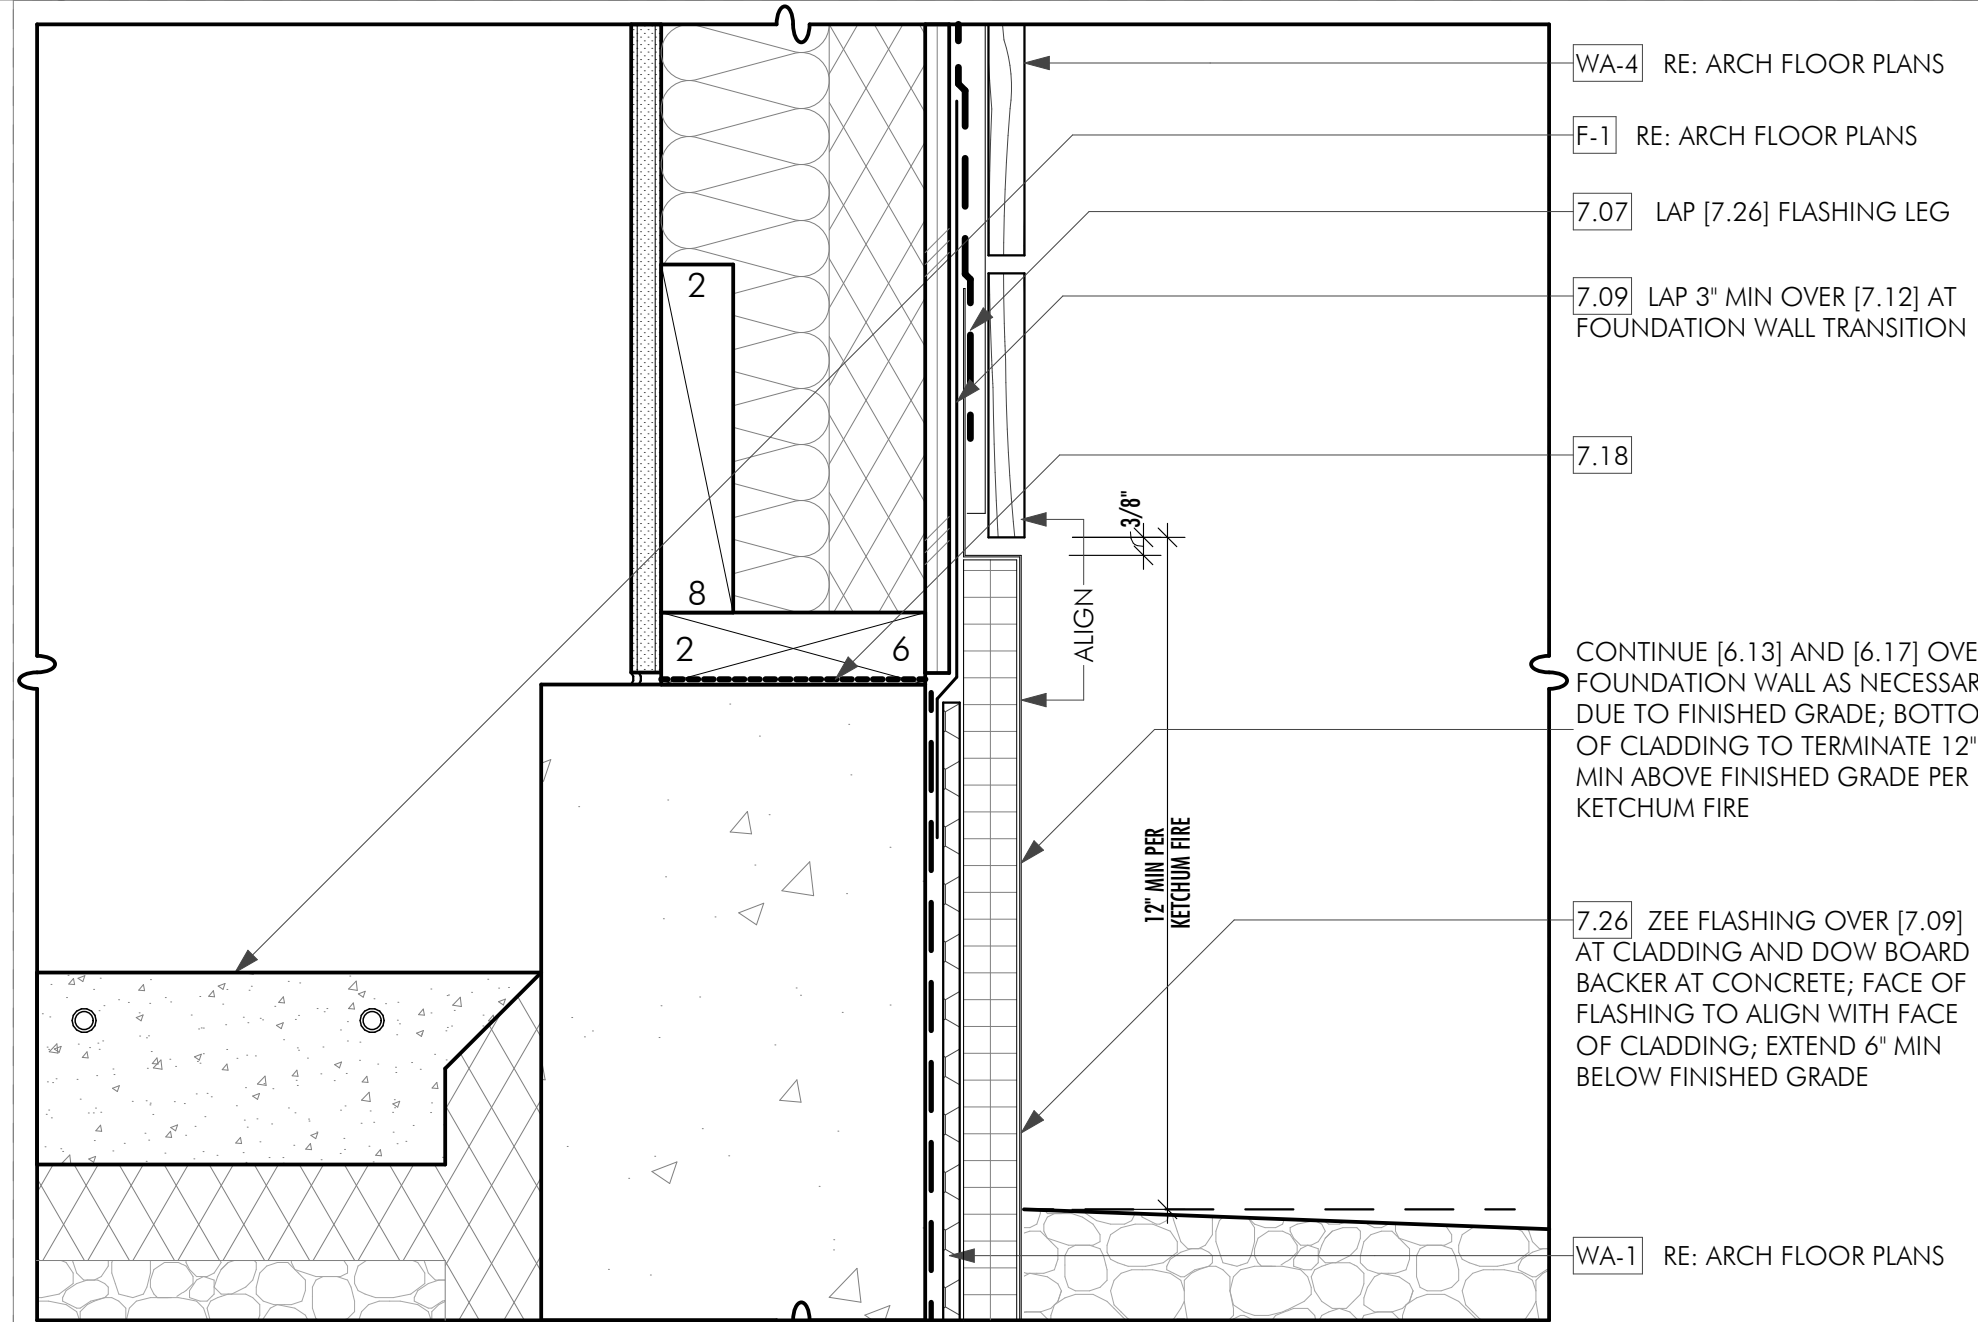 WA-4 RE: ARCH FLOOR PLANS
F-1 RE: ARCH FLOOR PLANS
7.07 LAP [7.26] FLASHING LEG
7.09 LAP 3" MIN OVER [7.12] AT
FOUNDATION WALL TRANSITION
7.18
2
8
2 6
3/8"
ALIGN
12" MIN PER
KETCHUM FIRE
CONTINUE [6.13] AND [6.17] OVE
FOUNDATION WALL AS NECESSAR
DUE TO FINISHED GRADE; BOTTO
OF CLADDING TO TERMINATE 12"
MIN ABOVE FINISHED GRADE PER
KETCHUM FIRE
7.26 ZEE FLASHING OVER [7.09]
AT CLADDING AND DOW BOARD
BACKER AT CONCRETE; FACE OF
FLASHING TO ALIGN WITH FACE
OF CLADDING; EXTEND 6" MIN
BELOW FINISHED GRADE
WA-1 RE: ARCH FLOOR PLANS